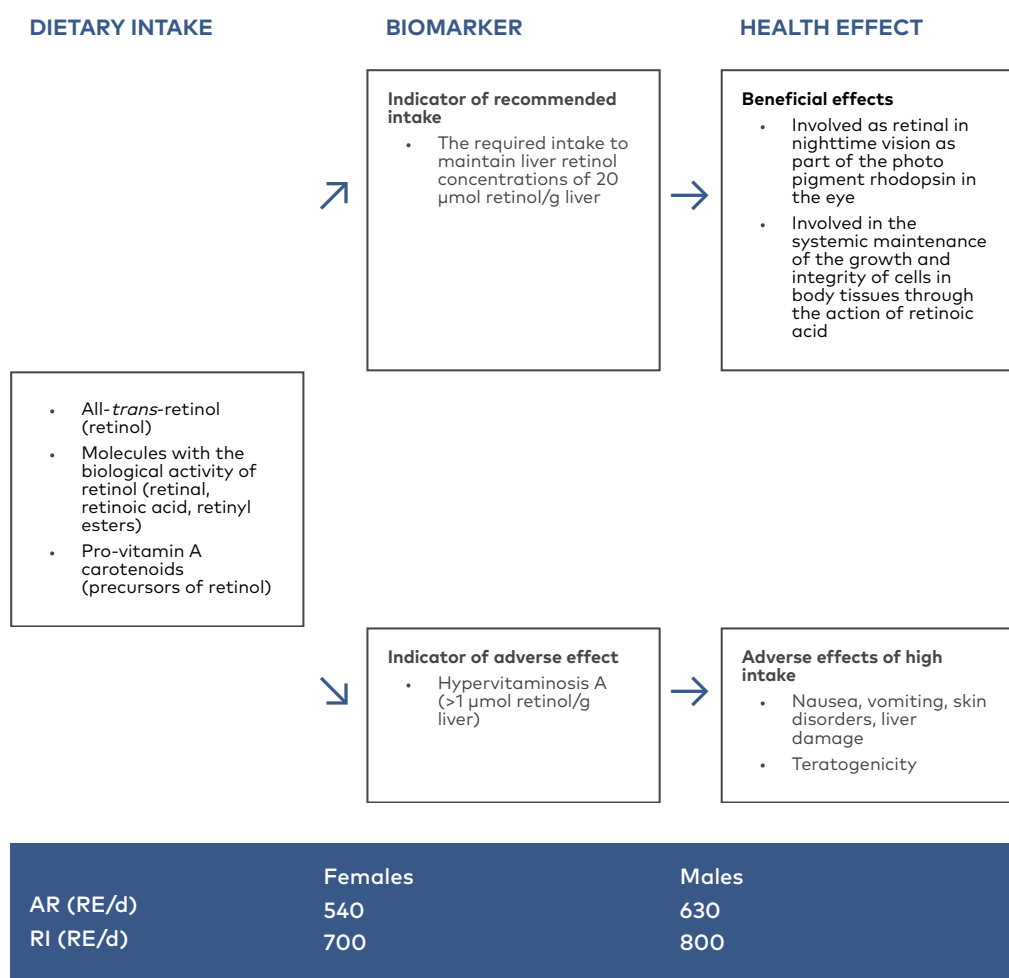 DIETARY INTAKE
BIOMARKER
HEALTH EFFECT
Indicator of recommended
intake
• The required intake to
maintain liver retinol
concentrations of 20
µmol retinol/g liver
Beneficial effects
• Involved as retinal in
nighttime vision as
part of the photo
pigment rhodopsin in
the eye
• Involved in the
systemic maintenance
of the growth and
integrity of cells in
body tissues through
the action of retinoic
acid
• All-trans-retinol
(retinol)
• Molecules with the
biological activity of
retinol (retinal,
retinoic acid, retinyl
esters)
• Pro-vitamin A
carotenoids
(precursors of retinol)
Indicator of adverse effect
• Hypervitaminosis A
(>1 µmol retinol/g
liver)
Adverse effects of high
intake
• Nausea, vomiting, skin
disorders, liver
damage
• Teratogenicity
Females Males
AR (RE/d) 540 630
RI (RE/d) 700 800